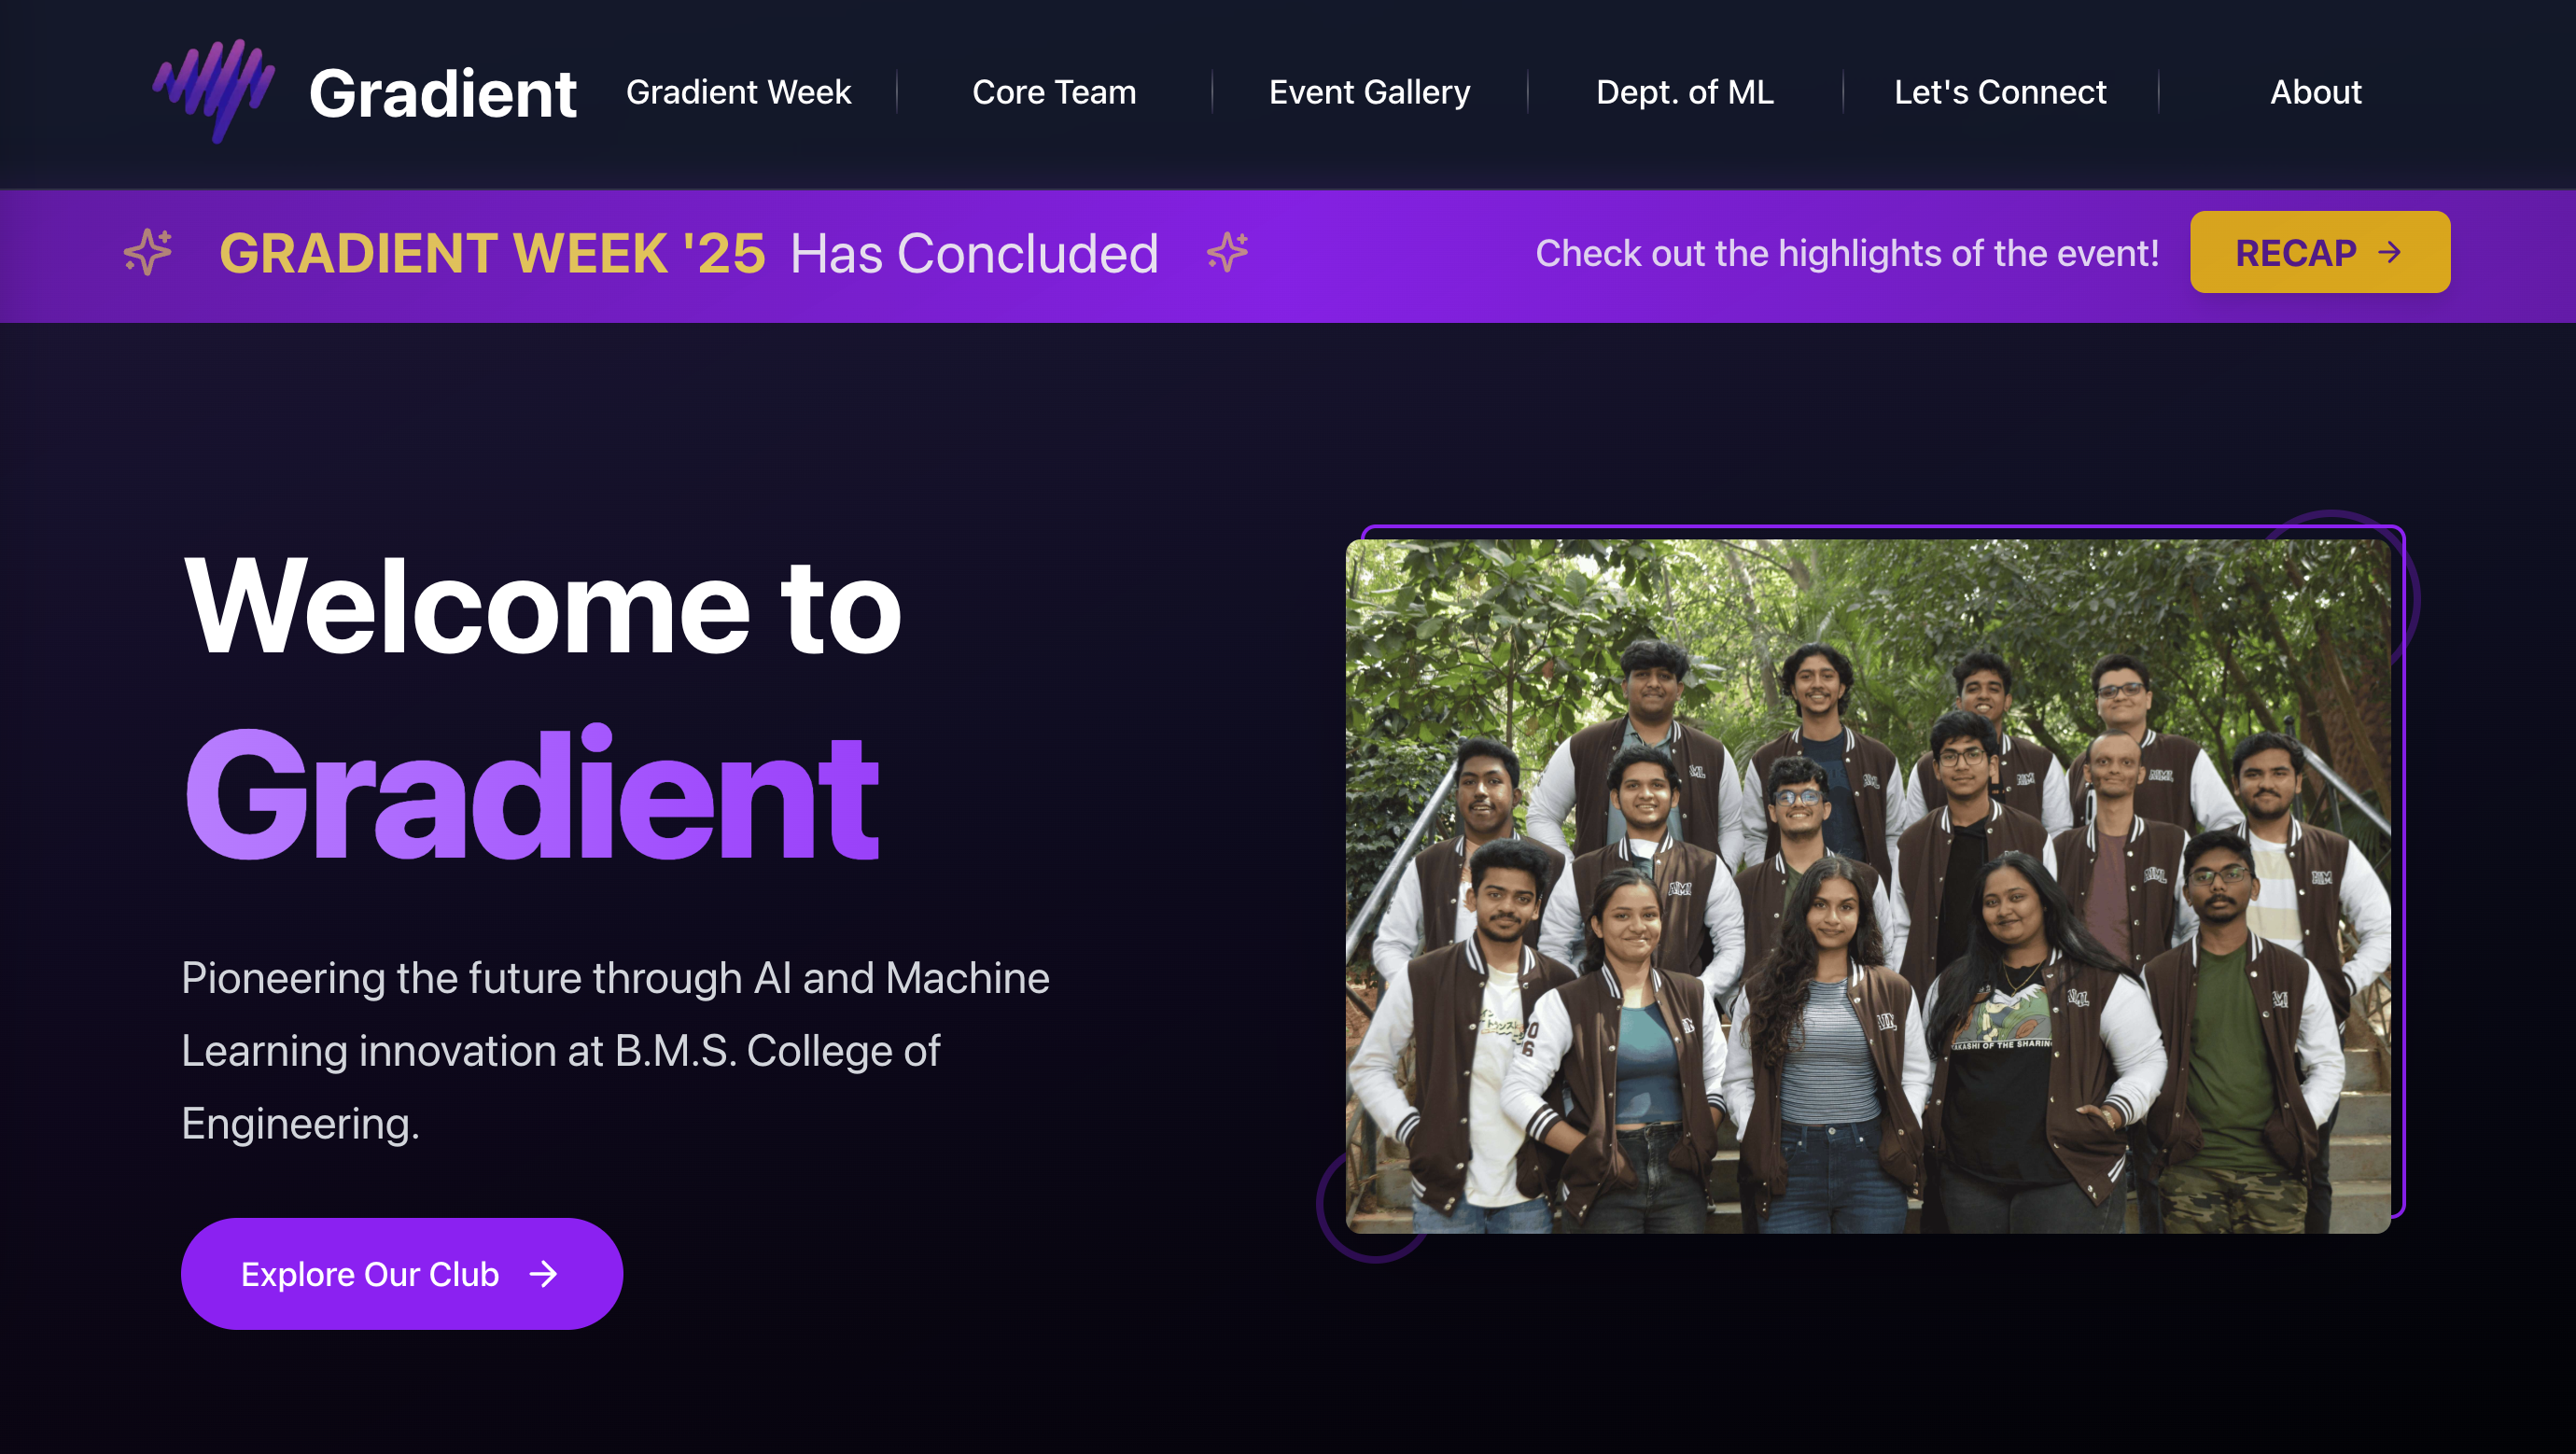 Gradient
Gradient Week
Core Team
Event Gallery
Dept. of ML
Let's Connect
About
GRADIENT WEEK '25 Has Concluded
Check out the highlights of the event!
RECAP
Welcome to
Gradient
Pioneering the future through AI and Machine
Learning innovation at B.M.S. College of
Engineering.
Explore Our Club
OF THE